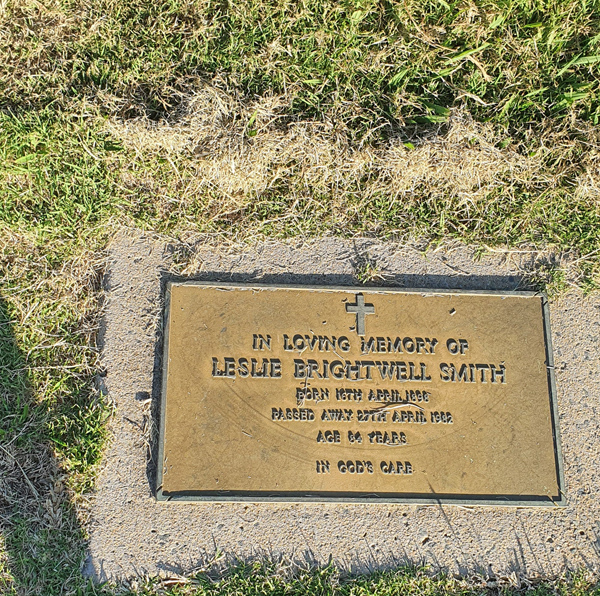 IN LOVING MEMORY OF
LESLIE BRIGHTWELL SMITH
BORN APRIL 1898
PASSED AWAY 27TH APRIL 1982
AGE 84 YEARS
IN GOD'S CARE